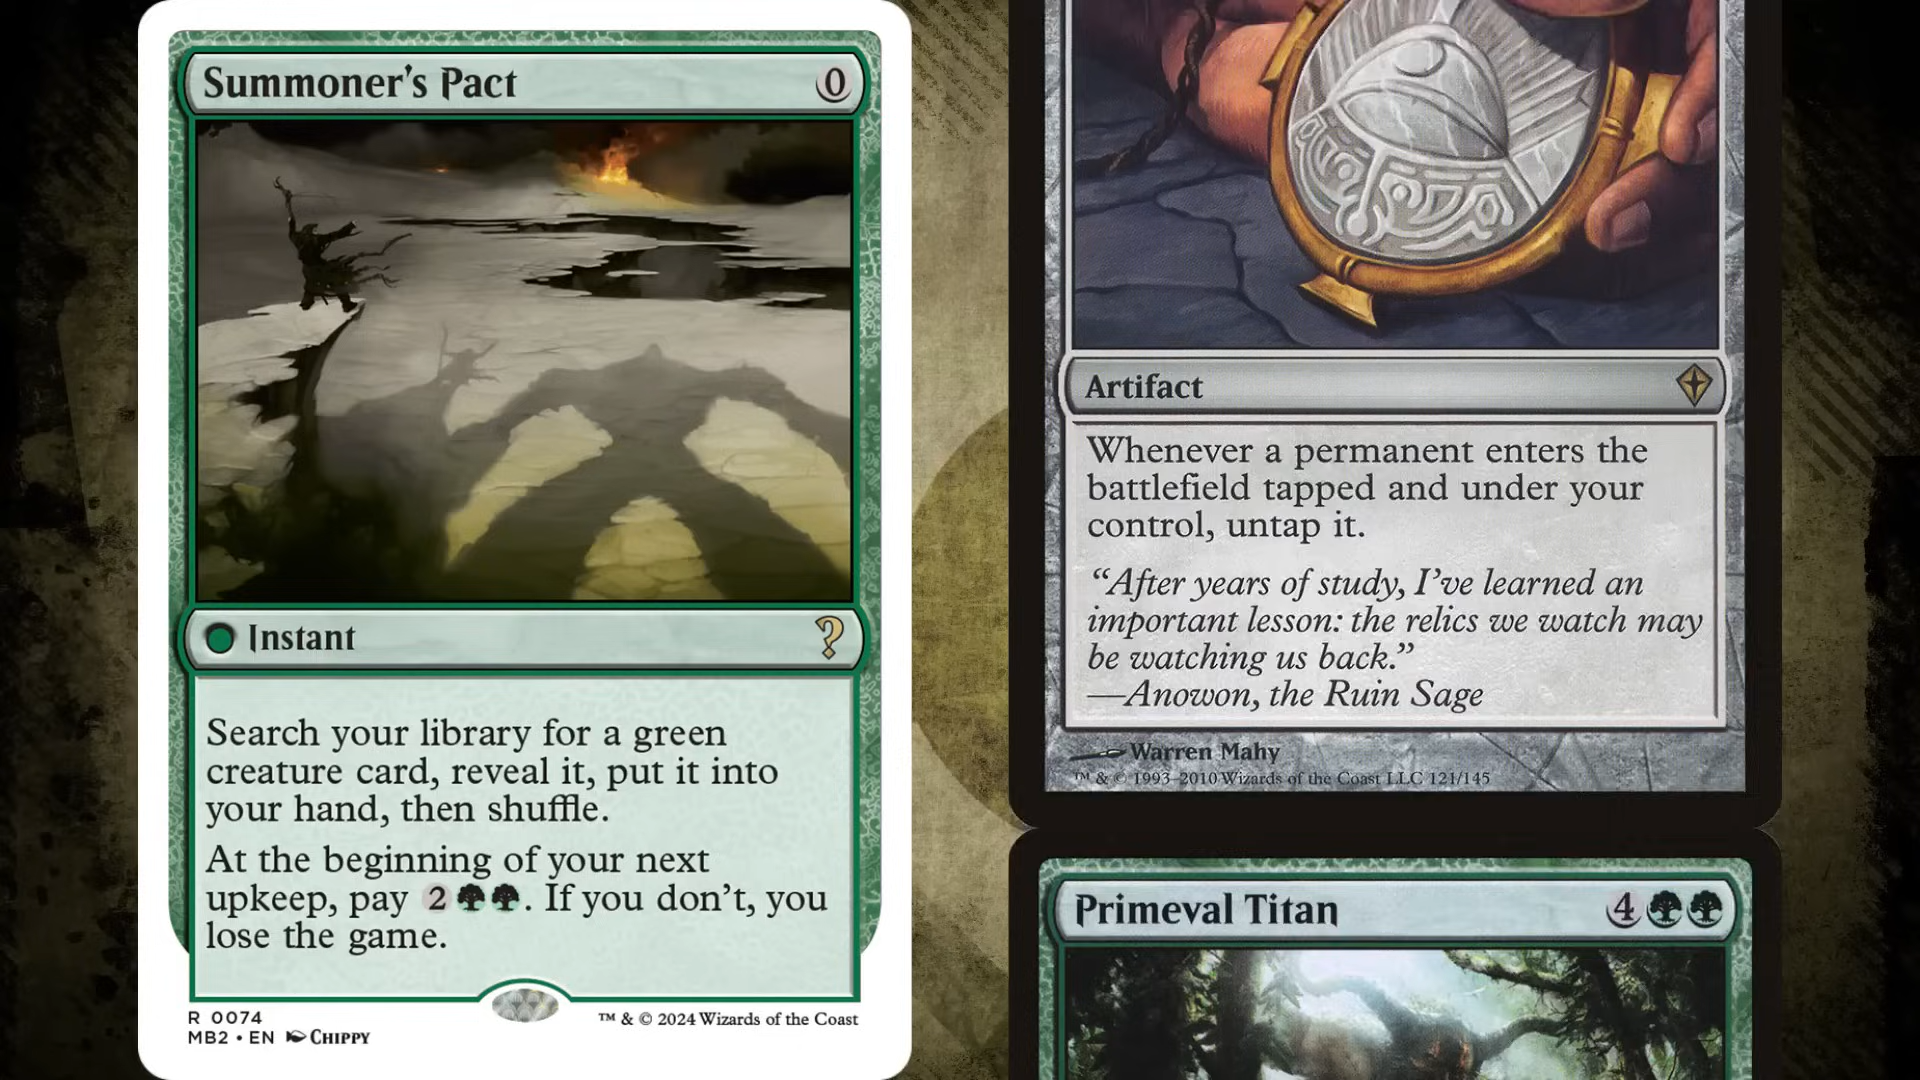 Summoner's Pact 0
Instant
Search your library for a green
creature card, reveal it, put it into
your hand, then shuffle.
At the beginning of your next
upkeep, pay 2. If you don't, you
lose the game.
R 0074
MB2 • EN CHIPPY
™ & © 2024 Wizards of the Coast
Artifact
Whenever a permanent enters the
battlefield tapped and under your
control, untap it.
“After years of study, I've learned an
important lesson: the relics we watch may
be watching us back.”
—Anowon, the Ruin Sage
Warren Mahy
™ & © 1993–2010 Wizards of the Coast LLC 121/145
Primeval Titan 4